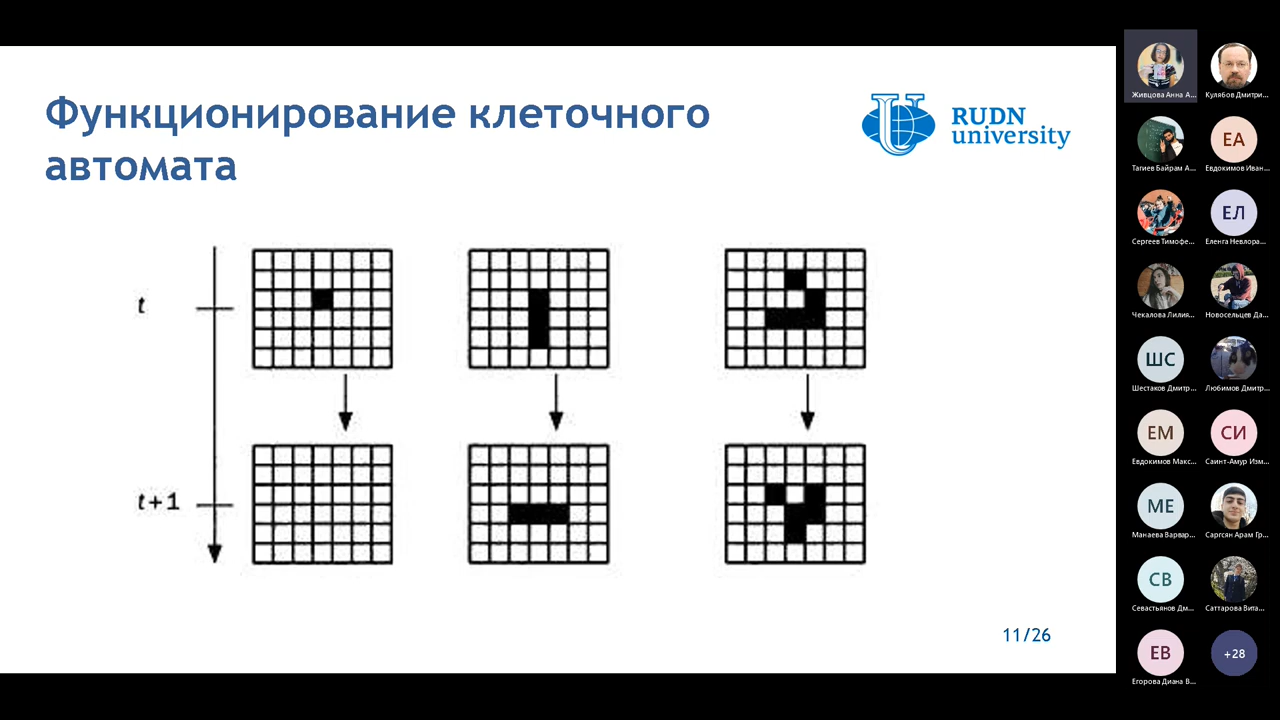 Функционирование клеточного
автомата
RUDN
university
t
t+1
11/26
Живцова Анна А...
Кулябов Дмитри...
Тагиев Байрам А...
ЕА
Евдокимов Иван...
Сергеев Тимофе...
ЕЛ
Еленга Невлора...
Чекалова Лилия...
Новосельцев Да...
ШС
Шестаков Дмитр...
Любимов Дмитр...
ЕМ
Евдокимов Макс...
СИ
Саинт-Амур Изм...
МЕ
Манаева Варвар...
Саргсян Арам Гр...
СВ
Севастьянов Дм...
Саттарова Вита...
ЕВ
Егорова Диана В...
+28